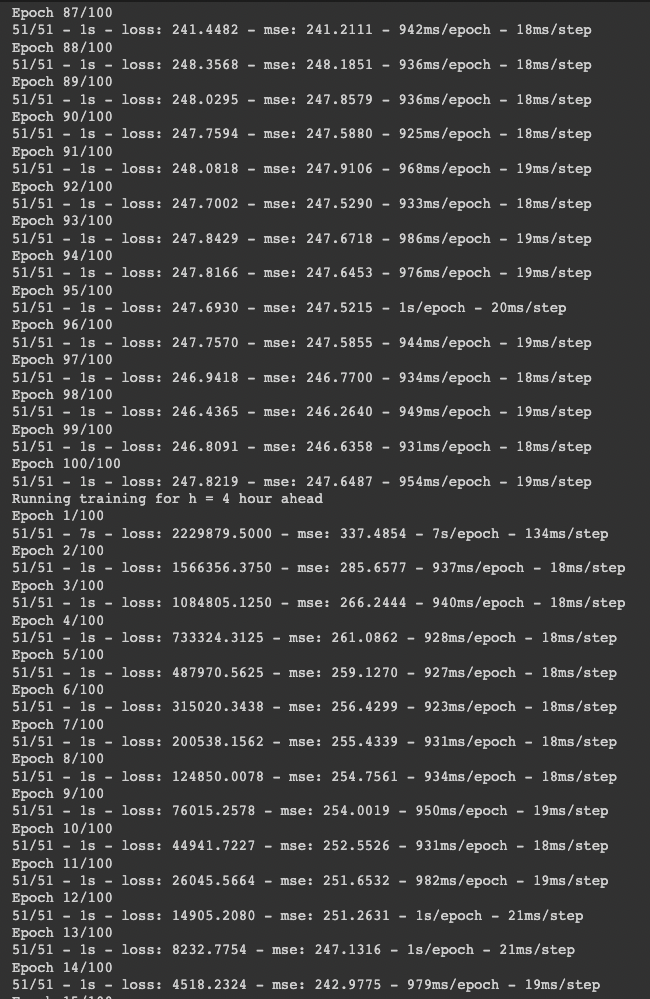 Epoch 87/100
51/51 - 1s - loss: 241.4482 - mse: 241.2111 - 942ms/epoch - 18ms/step
Epoch 88/100
51/51 - 1s - loss: 248.3568 - mse: 248.1851 - 936ms/epoch - 18ms/step
Epoch 89/100
51/51 - 1s - loss: 248.0295 - mse: 247.8579 - 936ms/epoch - 18ms/step
Epoch 90/100
51/51 - 1s - loss: 247.7594 - mse: 247.5880 - 925ms/epoch - 18ms/step
Epoch 91/100
51/51 - 1s - loss: 248.0818 - mse: 247.9106 - 968ms/epoch - 19ms/step
Epoch 92/100
51/51 - 1s - loss: 247.7002 - mse: 247.5290 - 933ms/epoch - 18ms/step
Epoch 93/100
51/51 - 1s - loss: 247.8429 - mse: 247.6718 - 986ms/epoch - 19ms/step
Epoch 94/100
51/51 - 1s - loss: 247.8166 - mse: 247.6453 - 976ms/epoch - 19ms/step
Epoch 95/100
51/51 - 1s - loss: 247.6930 - mse: 247.5215 - 1s/epoch - 20ms/step
Epoch 96/100
51/51 - 1s - loss: 247.7570 - mse: 247.5855 - 944ms/epoch - 19ms/step
Epoch 97/100
51/51 - 1s - loss: 246.9418 - mse: 246.7700 - 934ms/epoch - 18ms/step
Epoch 98/100
51/51 - 1s - loss: 246.4365 - mse: 246.2640 - 949ms/epoch - 19ms/step
Epoch 99/100
51/51 - 1s - loss: 246.8091 - mse: 246.6358 - 931ms/epoch - 18ms/step
Epoch 100/100
51/51 - 1s - loss: 247.8219 - mse: 247.6487 - 954ms/epoch - 19ms/step
Running training for h = 4 hour ahead
Epoch 1/100
51/51 - 7s - loss: 2229879.5000 - mse: 337.4854 - 7s/epoch - 134ms/step
Epoch 2/100
51/51 - 1s - loss: 1566356.3750 - mse: 285.6577 - 937ms/epoch - 18ms/step
Epoch 3/100
51/51 - 1s - loss: 1084805.1250 - mse: 266.2444 - 940ms/epoch - 18ms/step
Epoch 4/100
51/51 - 1s - loss: 733324.3125 - mse: 261.0862 - 928ms/epoch - 18ms/step
Epoch 5/100
51/51 - 1s - loss: 487970.5625 - mse: 259.1270 - 927ms/epoch - 18ms/step
Epoch 6/100
51/51 - 1s - loss: 315020.3438 - mse: 256.4299 - 923ms/epoch - 18ms/step
Epoch 7/100
51/51 - 1s - loss: 200538.1562 - mse: 255.4339 - 931ms/epoch - 18ms/step
Epoch 8/100
51/51 - 1s - loss: 124850.0078 - mse: 254.7561 - 934ms/epoch - 18ms/step
Epoch 9/100
51/51 - 1s - loss: 76015.2578 - mse: 254.0019 - 950ms/epoch - 19ms/step
Epoch 10/100
51/51 - 1s - loss: 44941.7227 - mse: 252.5526 - 931ms/epoch - 18ms/step
Epoch 11/100
51/51 - 1s - loss: 26045.5664 - mse: 251.6532 - 982ms/epoch - 19ms/step
Epoch 12/100
51/51 - 1s - loss: 14905.2080 - mse: 251.2631 - 1s/epoch - 21ms/step
Epoch 13/100
51/51 - 1s - loss: 8232.7754 - mse: 247.1316 - 1s/epoch - 21ms/step
Epoch 14/100
51/51 - 1s - loss: 4518.2324 - mse: 242.9775 - 979ms/epoch - 19ms/step